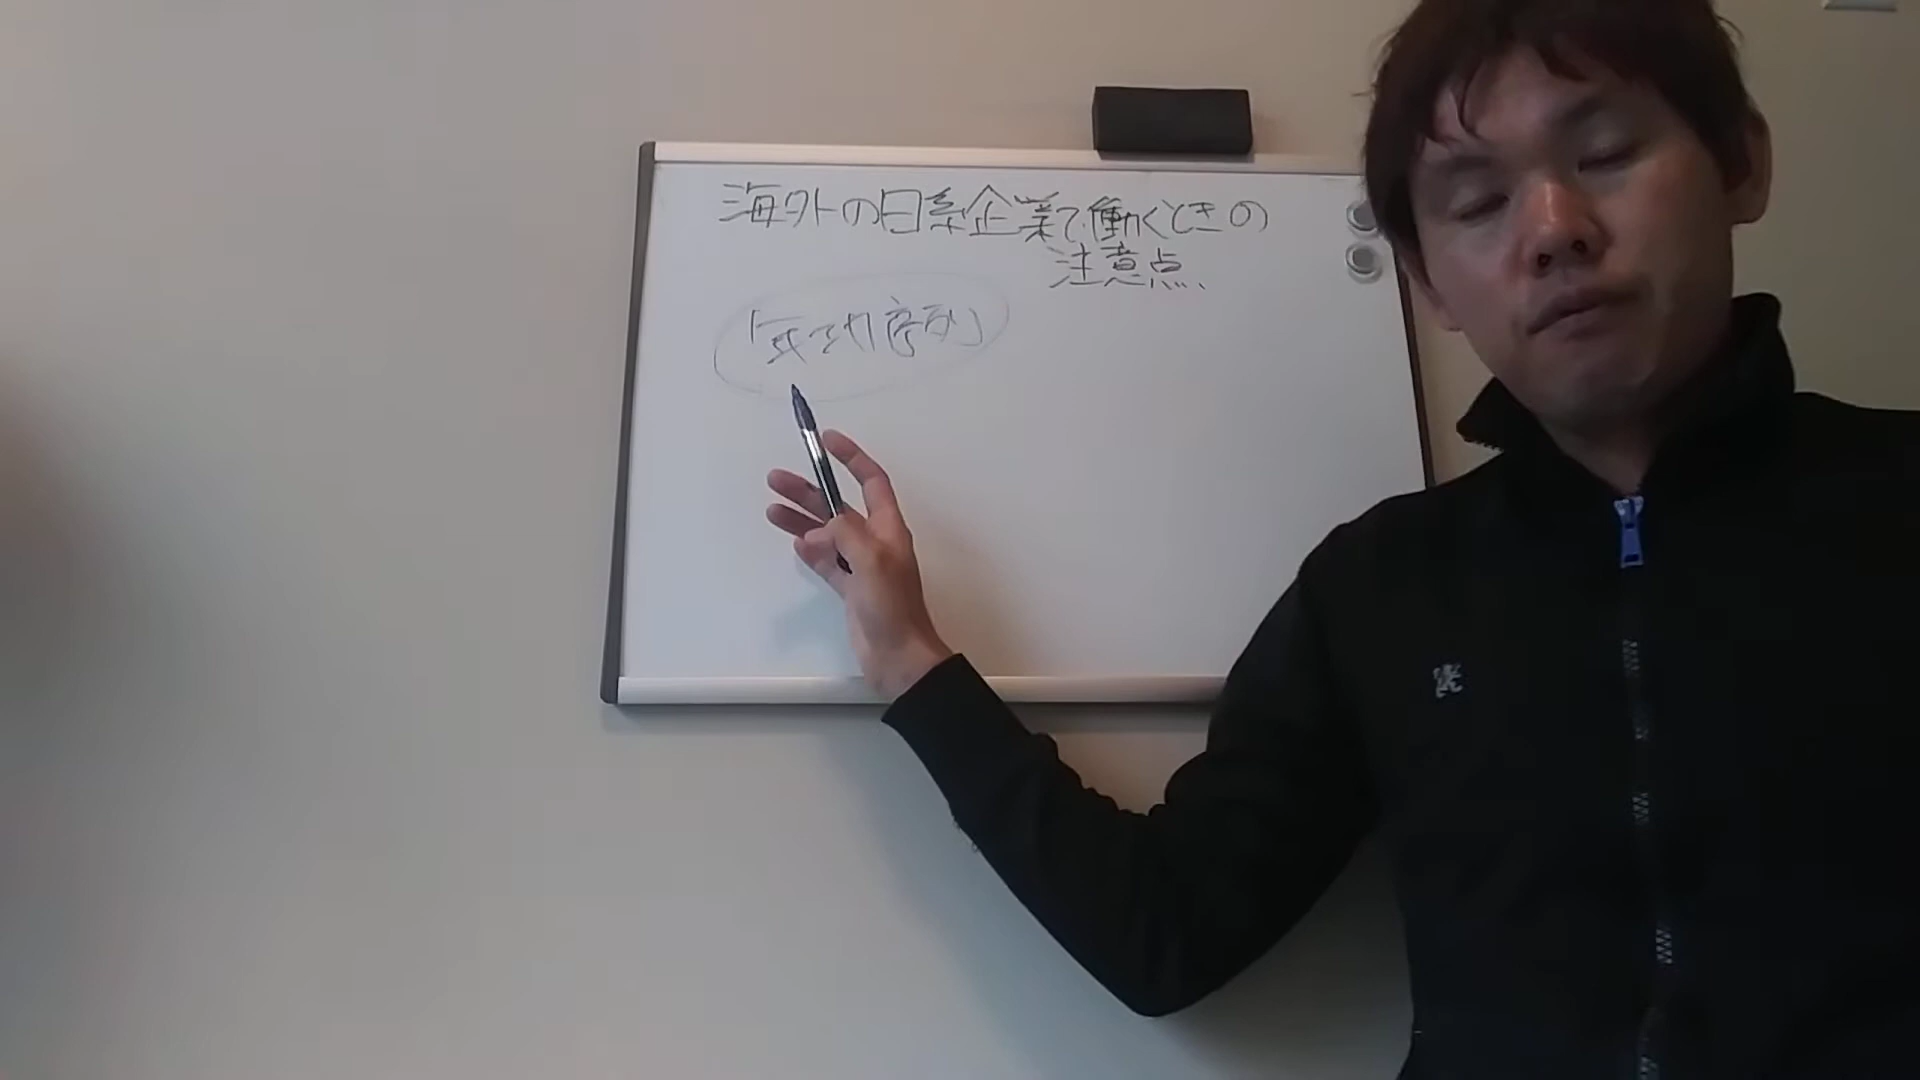 海外の日系企業で働くときの
注意点
「年功序列」